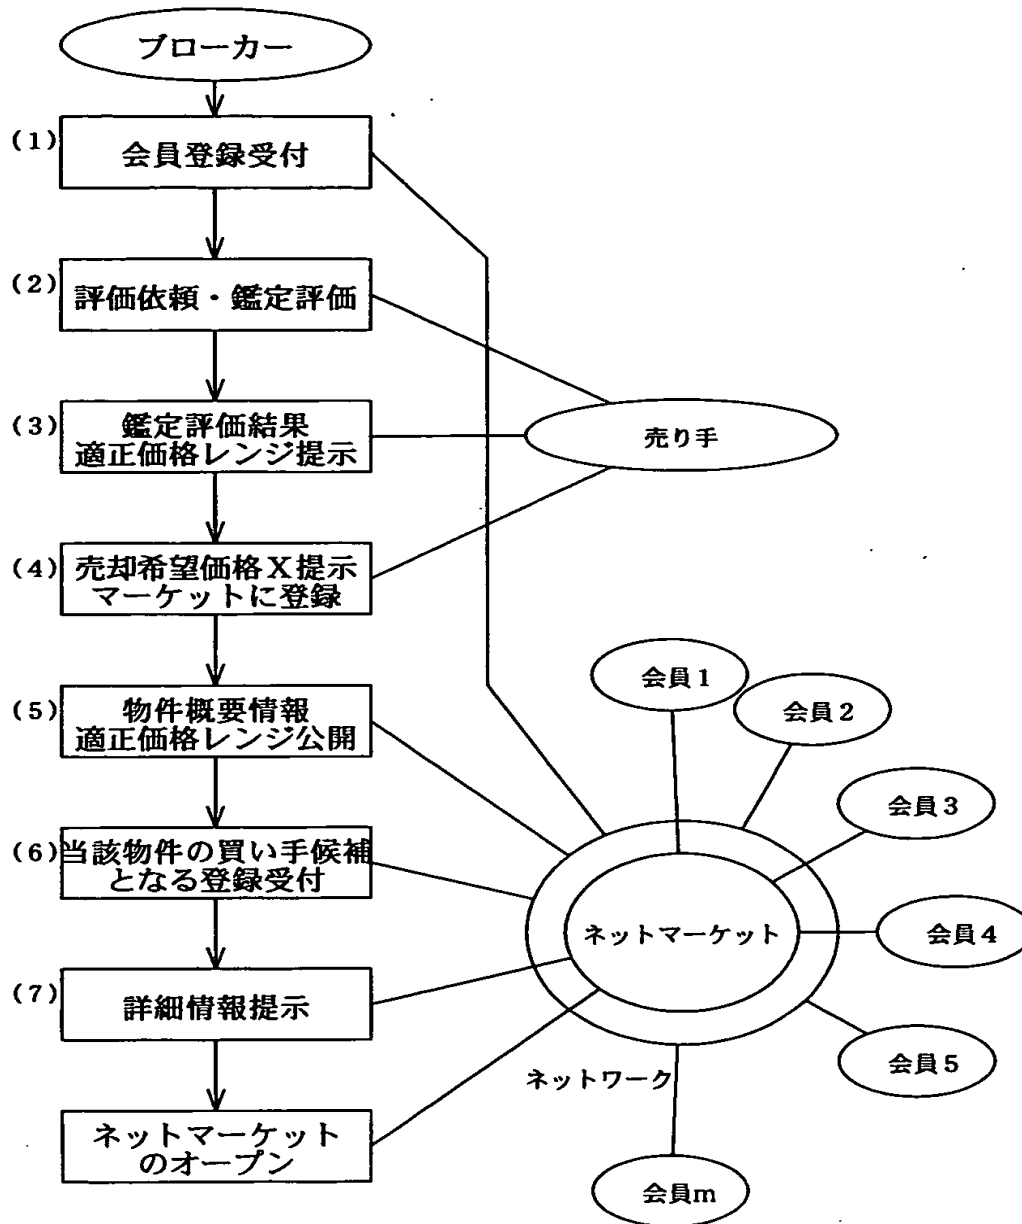 ブローカー
(1)
会員登録受付
(2)
評価依頼・鑑定評価
(3)
鑑定評価結果
適正価格レンジ提示
売り手
(4)
売却希望価格X提示
マーケットに登録
(5)
物件概要情報
適正価格レンジ公開
(6)
当該物件の買い手候補
となる登録受付
(7)
詳細情報提示
ネットマーケット
のオープン
会員1
会員2
会員3
会員4
会員5
会員m
ネットマーケット
ネットワーク